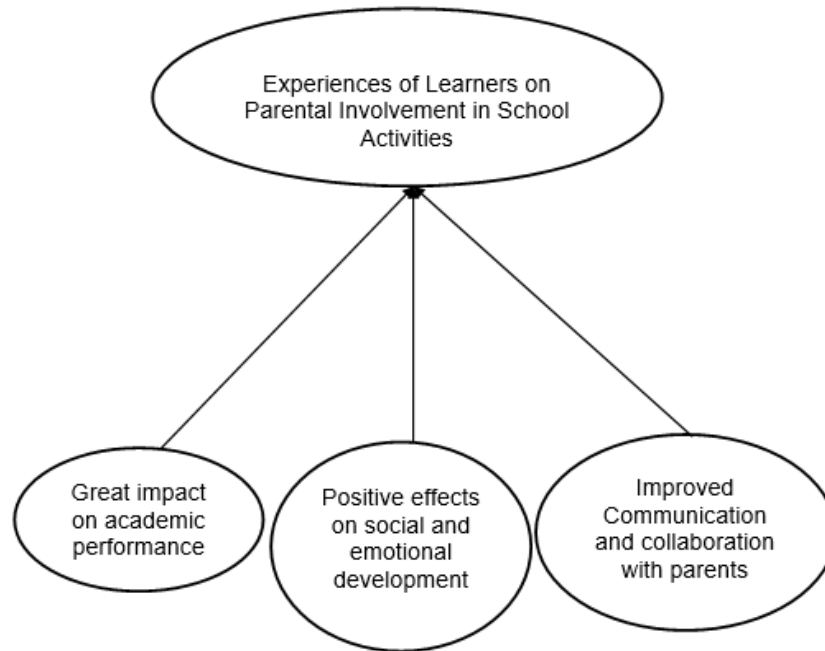 Experiences of Learners on
Parental Involvement in School
Activities
Great impact
on academic
performance
Positive effects
on social and
emotional
development
Improved
Communication
and collaboration
with parents